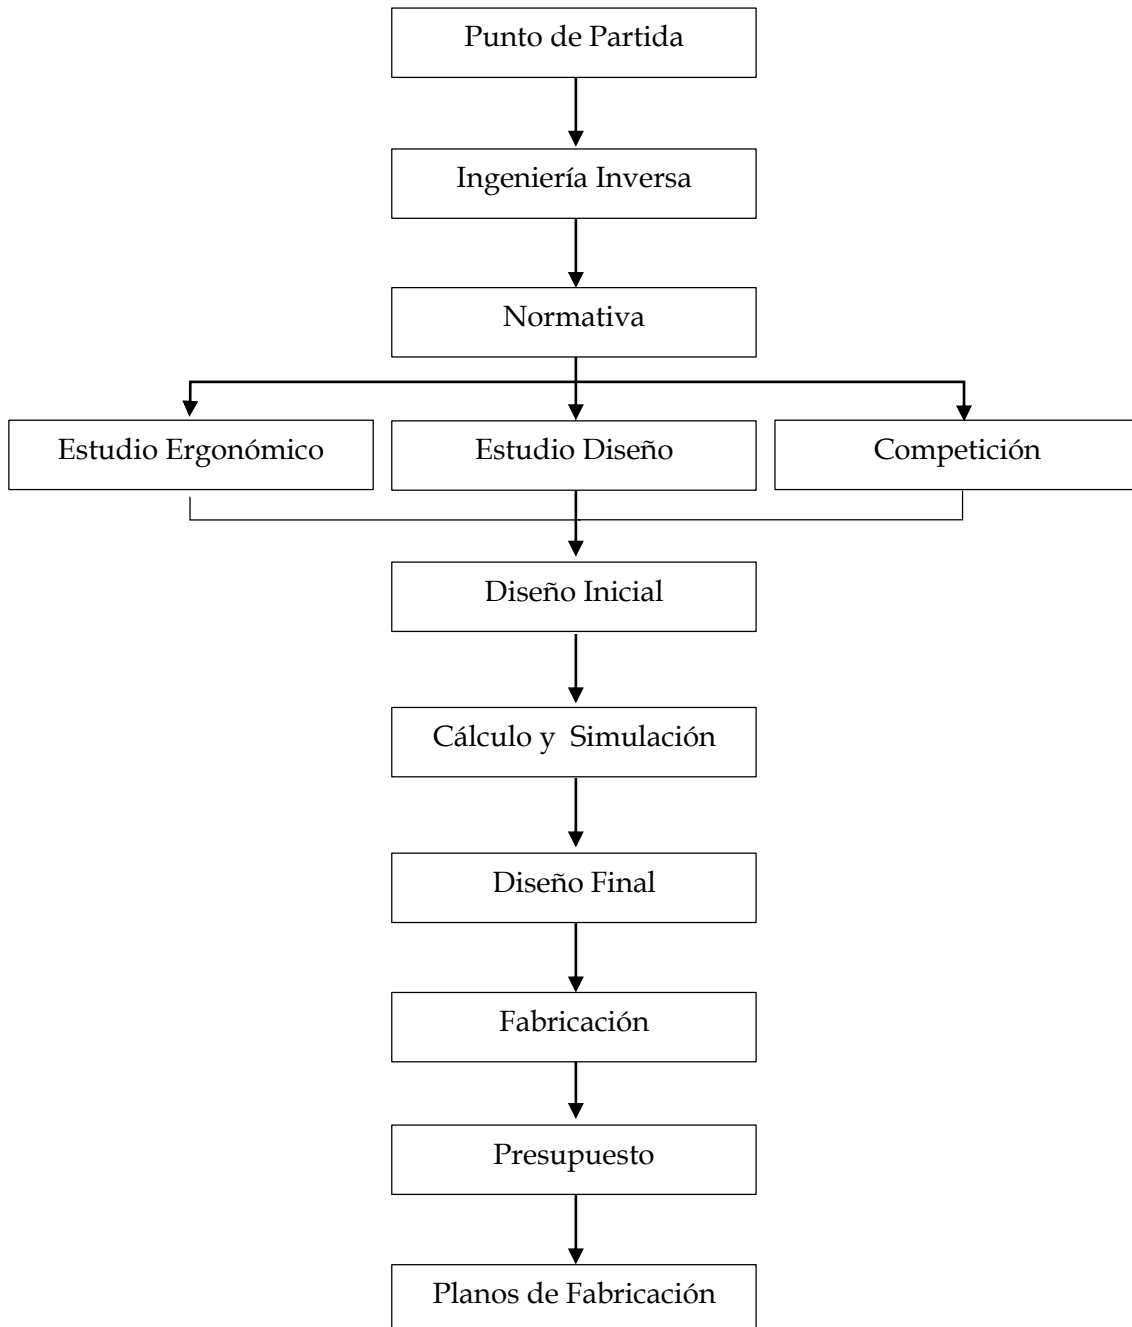 Punto de Partida
Ingeniería Inversa
Normativa
Estudio Ergonómico
Estudio Diseño
Competición
Diseño Inicial
Cálculo y Simulación
Diseño Final
Fabricación
Presupuesto
Planos de Fabricación